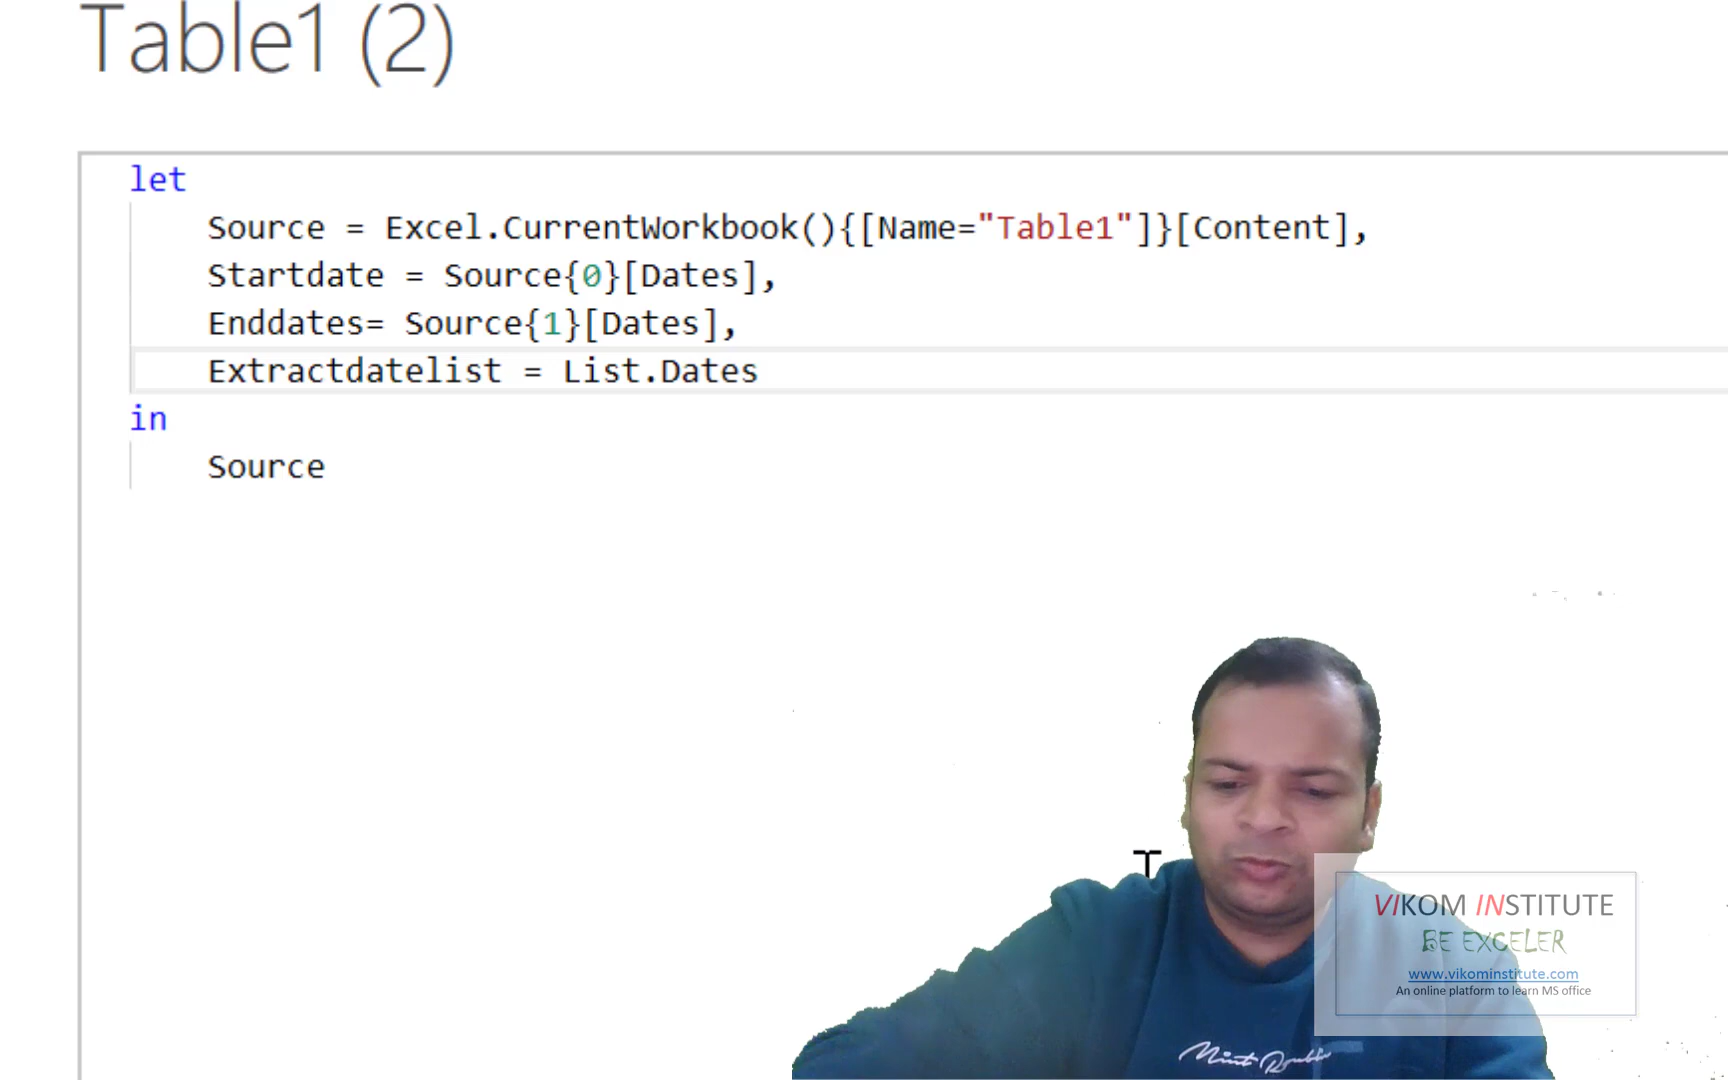 Table1 (2)
let
Source = Excel.CurrentWorkbook(){[Name="Table1"]}[Content],
Startdate = Source{0}[Dates],
Enddates= Source{1}[Dates],
Extractdatelist = List.Dates
in
Source
VIKOM INSTITUTE
BE EXCELER
www.vikominstitute.com
An online platform to learn MS office